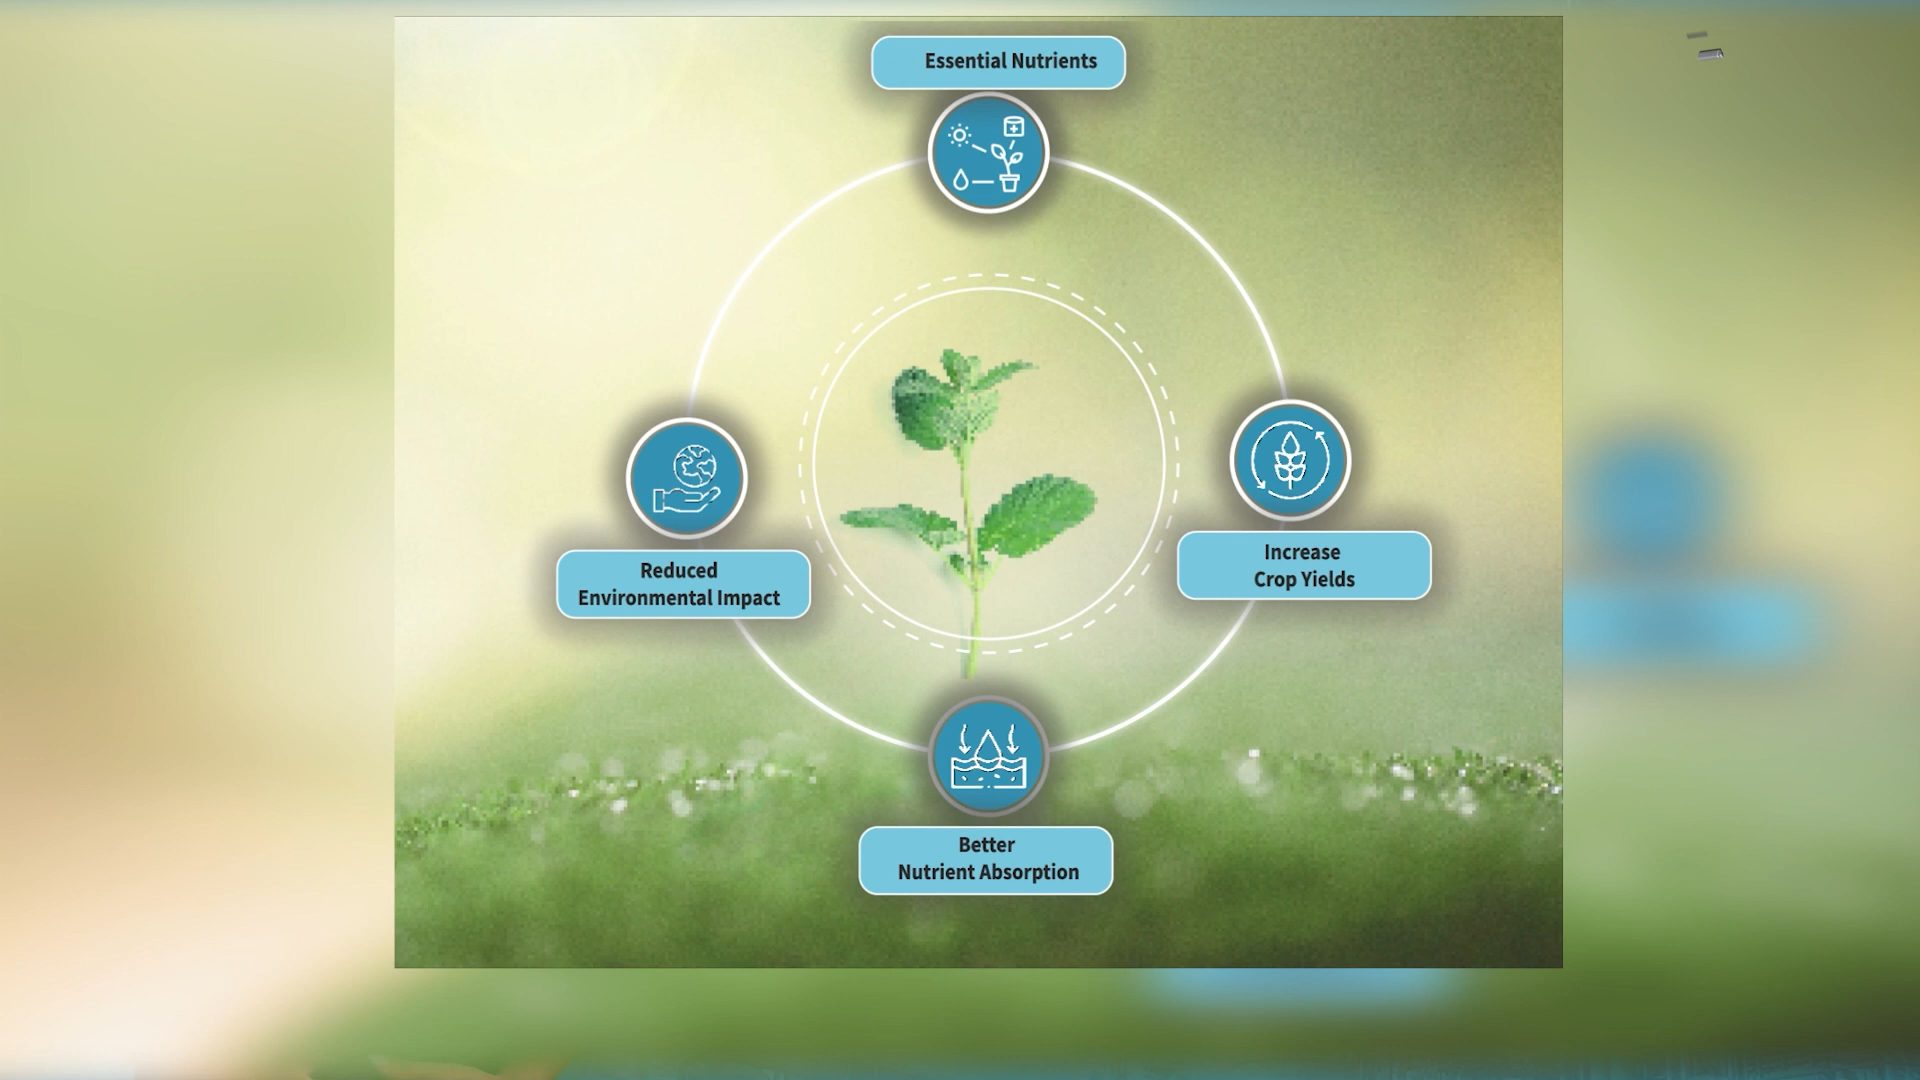 Essential Nutrients
Reduced
Environmental Impact
Increase
Crop Yields
Better
Nutrient Absorption